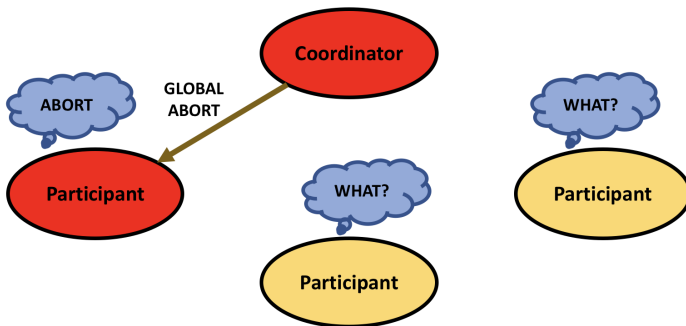 Coordinator
GLOBAL
ABORT
ABORT
WHAT?
Participant
WHAT?
Participant
Participant